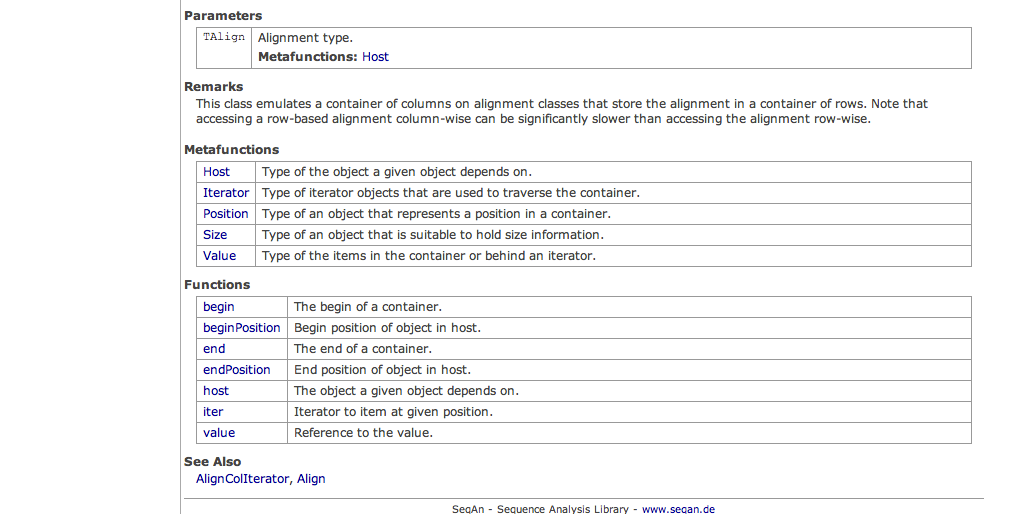 Parameters
TAlign Alignment type.
Metafunctions: Host
Remarks
This class emulates a container of columns on alignment classes that store the alignment in a container of rows. Note that
accessing a row-based alignment column-wise can be significantly slower than accessing the alignment row-wise.
Metafunctions
Host Type of the object a given object depends on.
Iterator Type of iterator objects that are used to traverse the container.
Position Type of an object that represents a position in a container.
Size Type of an object that is suitable to hold size information.
Value Type of the items in the container or behind an iterator.
Functions
begin The begin of a container.
beginPosition Begin position of object in host.
end The end of a container.
endPosition End position of object in host.
host The object a given object depends on.
iter Iterator to item at given position.
value Reference to the value.
See Also
AlignColIterator, Align
SeqAn - Sequence Analysis Library - www.seqan.de